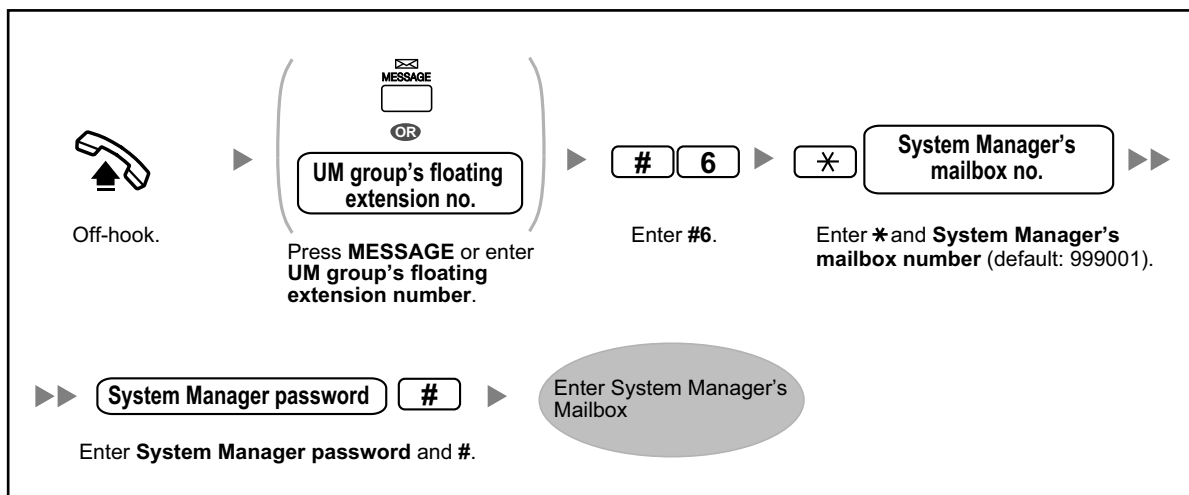 MESSAGE
OR
UM group's floating
extension no.
# 6
* System Manager's
mailbox no.
Off-hook.
Press MESSAGE or enter
UM group's floating
extension number.
Enter #6.
Enter * and System Manager's
mailbox number (default: 999001).
System Manager password #
Enter System Manager's
Mailbox
Enter System Manager password and #.